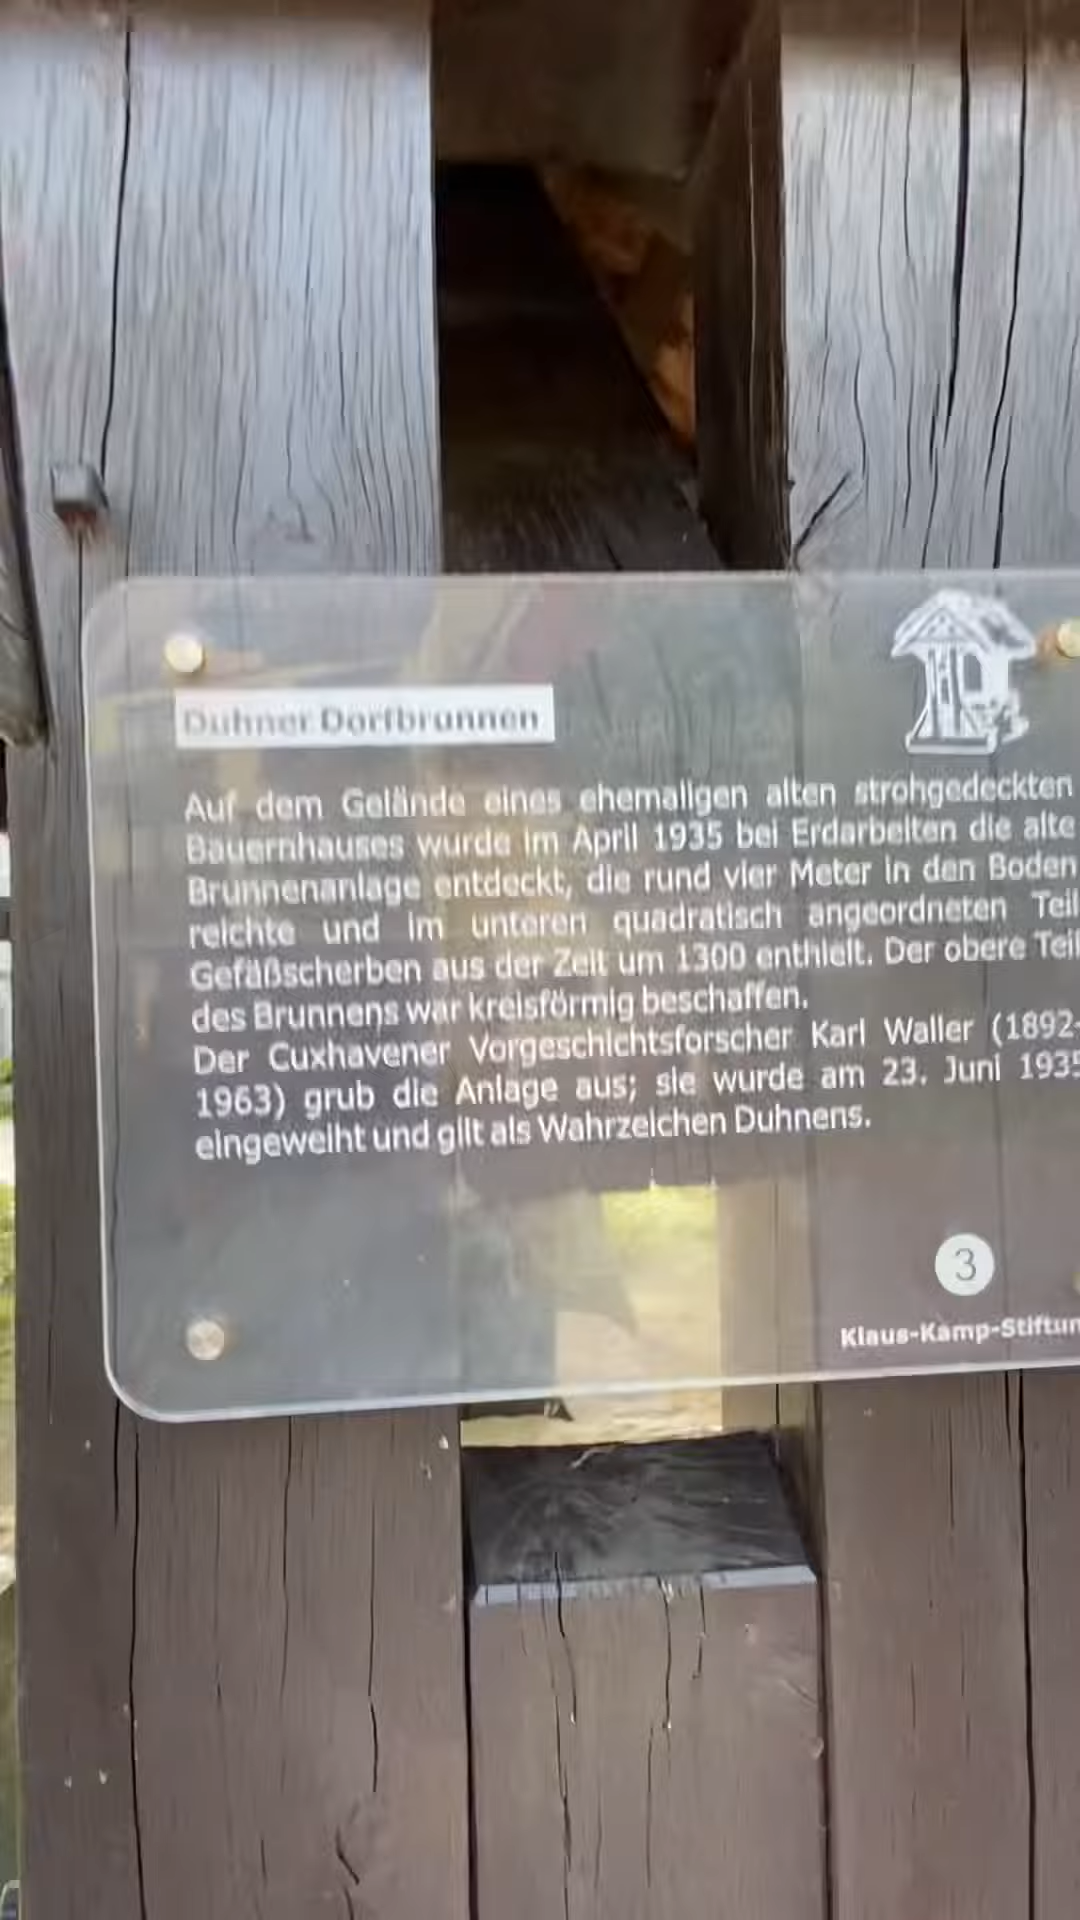 Duhner Dorfbrunnen
Auf dem Gelände eines ehemaligen alten strohgedeckten
Bauernhauses wurde im April 1935 bei Erdarbeiten die alte
Brunnenanlage entdeckt, die rund vier Meter in den Boden
reichte und im unteren quadratisch angeordneten Teil
Gefäßscherben aus der Zeit um 1300 enthielt. Der obere Teil
des Brunnens war kreisförmig beschaffen.
Der Cuxhavener Vorgeschichtsforscher Karl Waller (1892-
1963) grub die Anlage aus; sie wurde am 23. Juni 1935
eingeweiht und gilt als Wahrzeichen Duhnens.
3
Klaus-Kamp-Stiftun